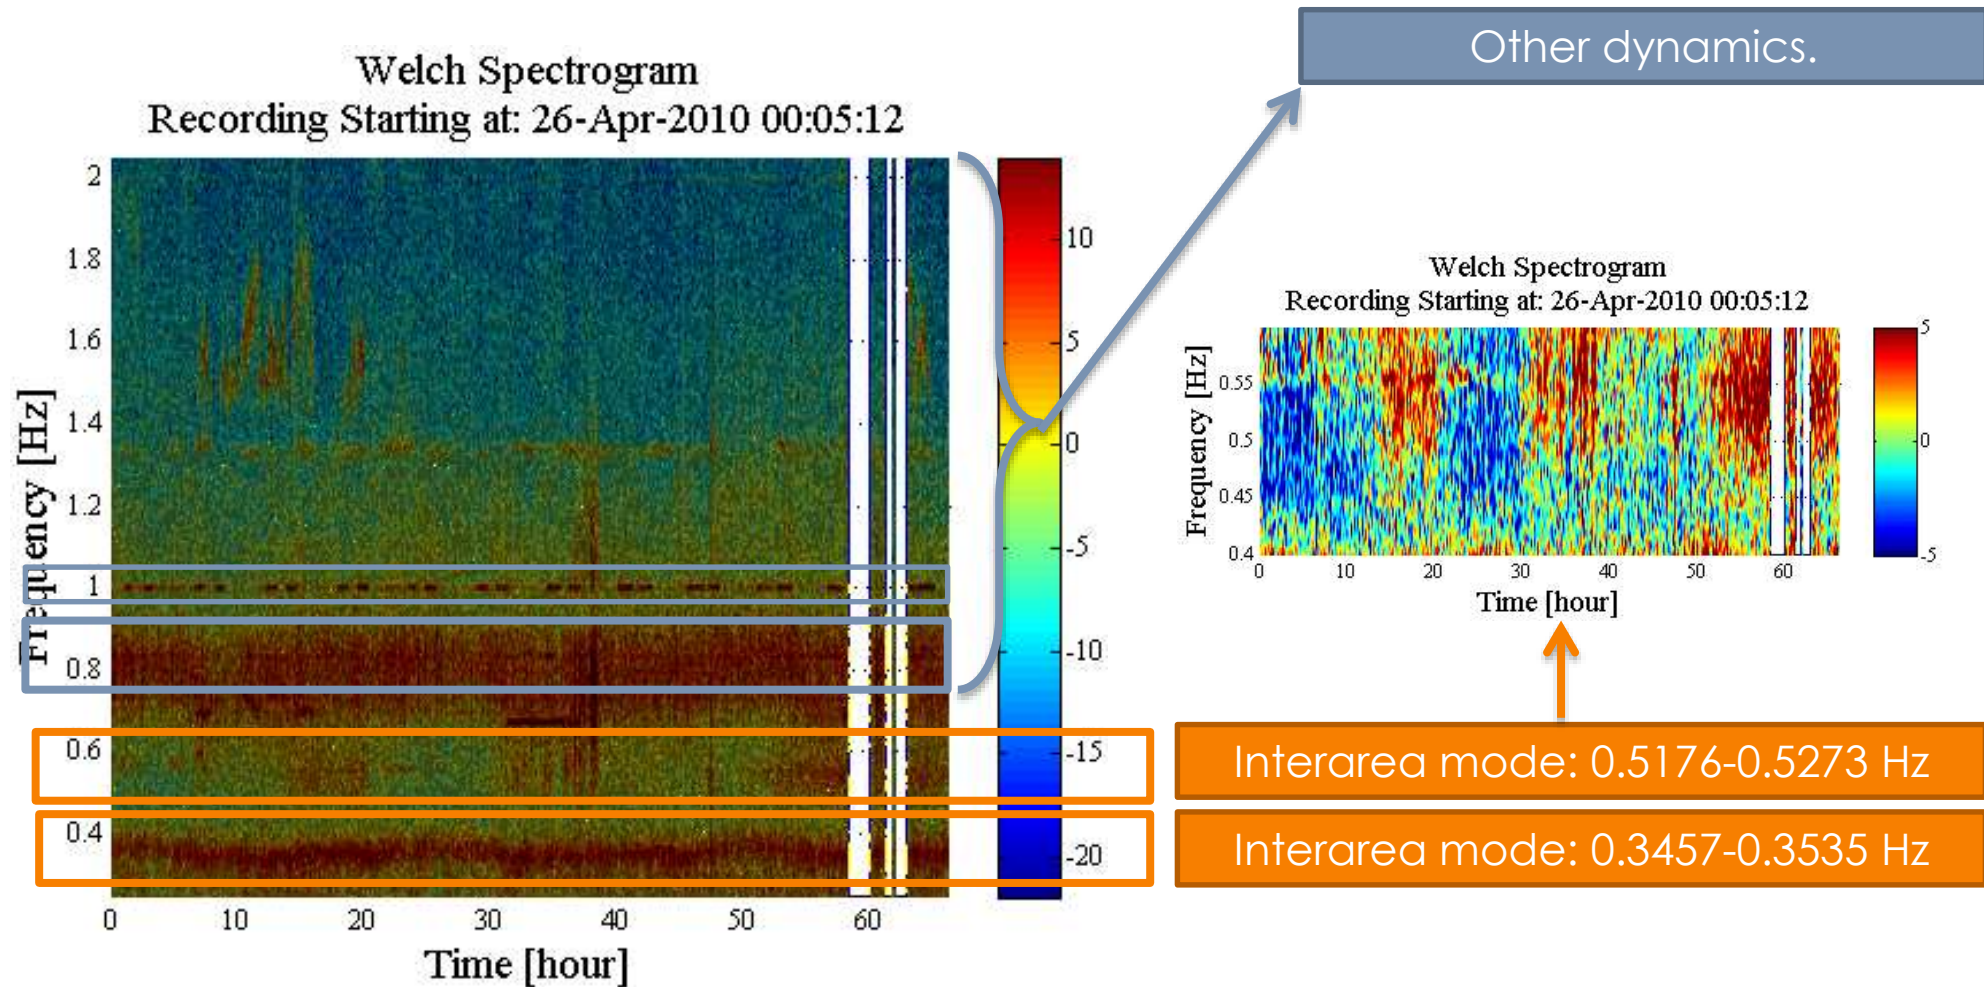 Other dynamics.
Welch Spectrogram
Recording Starting at: 26-Apr-2010 00:05:12
Frequency [Hz]
2
1.8
1.6
1.4
1.2
1
0.8
0.6
0.4
0 10 20 30 40 50 60
Time [hour]
10
5
0
-5
-10
-15
-20
Welch Spectrogram
Recording Starting at: 26-Apr-2010 00:05:12
Frequency [Hz]
0.55
0.5
0.45
0.4
0 10 20 30 40 50 60
Time [hour]
5
0
-5
Interarea mode: 0.5176-0.5273 Hz
Interarea mode: 0.3457-0.3535 Hz